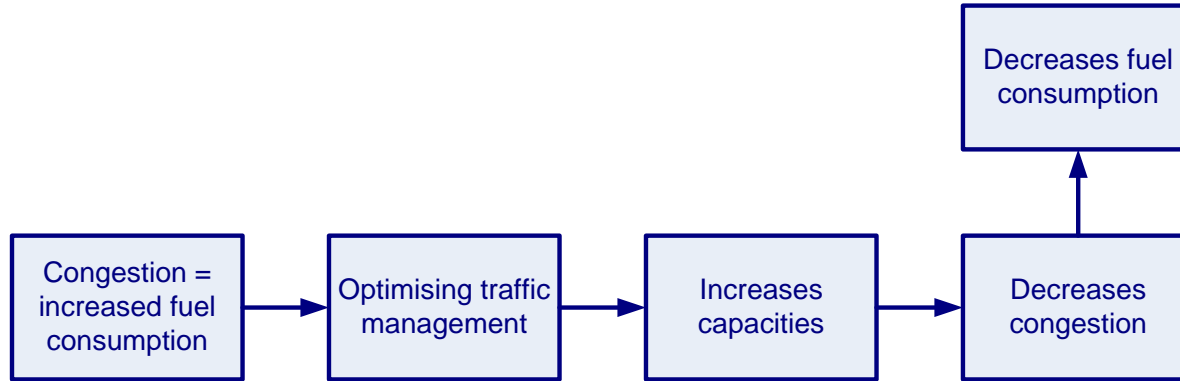 Congestion =
increased fuel
consumption
Optimising traffic
management
Increases
capacities
Decreases
congestion
Decreases fuel
consumption